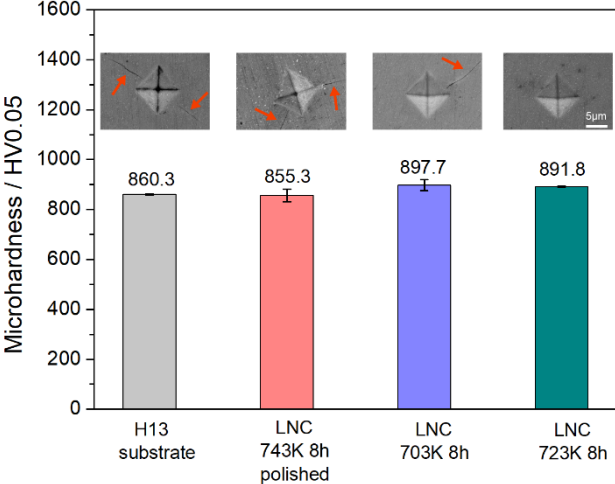 Microhardness / HV0.05
1600
1400
1200
1000
800
600
400
200
0
5μm
860.3
855.3
897.7
891.8
H13
substrate
LNC
743K 8h
polished
LNC
703K 8h
LNC
723K 8h